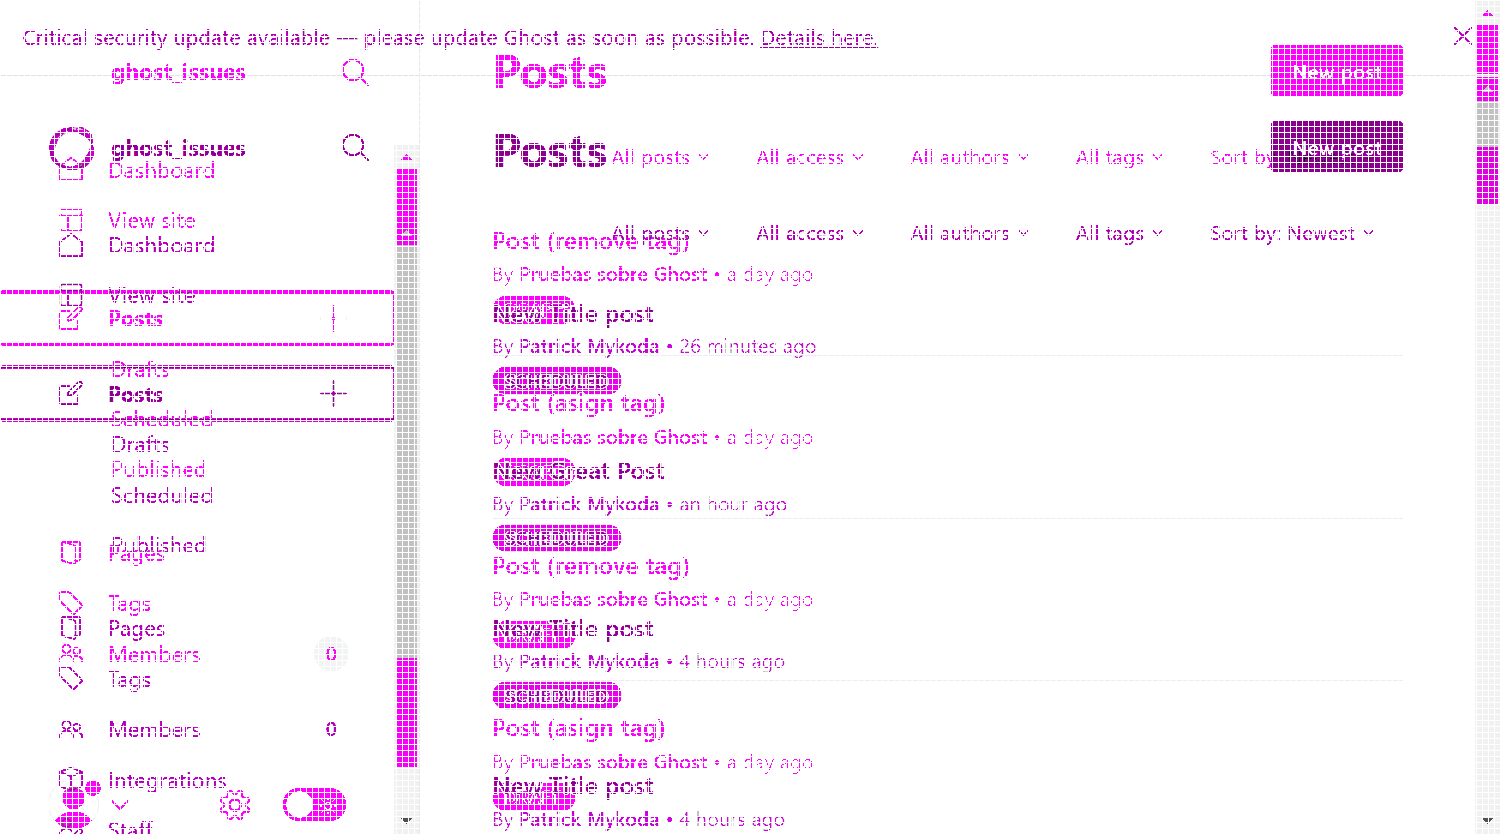 Critical security update available — please update Ghost as soon as possible. Details here.
ghost_issues
Posts
New post
ghost_issues
Posts
New post
All posts
All access
All authors
All tags
Sort by
Dashboard
View site
Dashboard
All posts
All access
All authors
All tags
Sort by: Newest
Post (remove tag)
By Pruebas sobre Ghost • a day ago
View site
Posts
New Title post
By Patrick Mykoda • 26 minutes ago
Drafts
Posts
SCHEDULED
Post (asign tag)
Scheduled
Drafts
By Pruebas sobre Ghost • a day ago
Published
New Great Post
Scheduled
By Patrick Mykoda • an hour ago
Published
Pages
SCHEDULED
Post (remove tag)
Tags
By Pruebas sobre Ghost • a day ago
Pages
New Title post
Members 0
By Patrick Mykoda • 4 hours ago
Tags
SCHEDULED
Members 0
Post (asign tag)
By Pruebas sobre Ghost • a day ago
Integrations
New Title post
By Patrick Mykoda • 4 hours ago
Staff